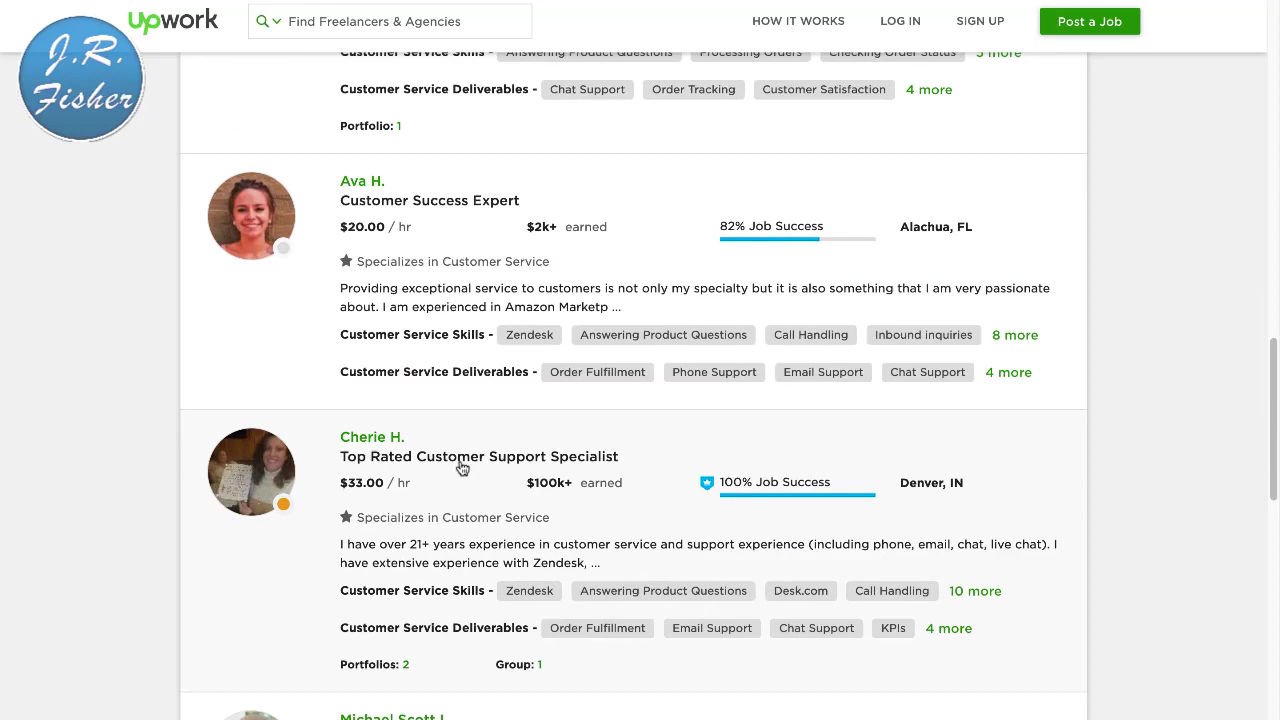 upwork
Find Freelancers & Agencies
HOW IT WORKS
LOG IN
SIGN UP
Post a Job
J.R.
Fisher
Customer Service Skills - Answering Product Questions Processing Orders Checking Order Status 5 more
Customer Service Deliverables - Chat Support Order Tracking Customer Satisfaction 4 more
Portfolio: 1
Ava H.
Customer Success Expert
$20.00 / hr $2k+ earned 82% Job Success Alachua, FL
Specializes in Customer Service
Providing exceptional service to customers is not only my specialty but it is also something that I am very passionate
about. I am experienced in Amazon Marketp ...
Customer Service Skills - Zendesk Answering Product Questions Call Handling Inbound inquiries 8 more
Customer Service Deliverables - Order Fulfillment Phone Support Email Support Chat Support 4 more
Cherie H.
Top Rated Customer Support Specialist
$33.00 / hr $100k+ earned 100% Job Success Denver, IN
Specializes in Customer Service
I have over 21+ years experience in customer service and support experience (including phone, email, chat, live chat). I
have extensive experience with Zendesk, ...
Customer Service Skills - Zendesk Answering Product Questions Desk.com Call Handling 10 more
Customer Service Deliverables - Order Fulfillment Email Support Chat Support KPIs 4 more
Portfolios: 2 Group: 1
Michael Scott L